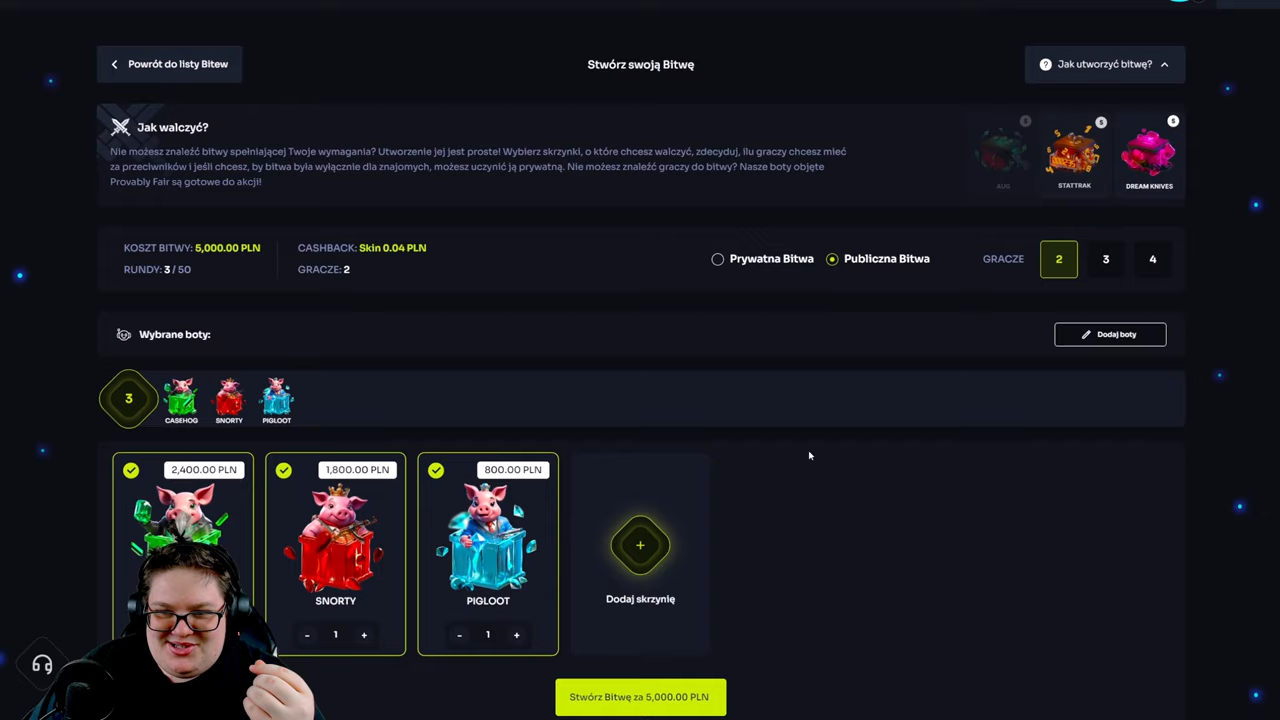 Powrót do listy Bitew
Stwórz swoją Bitwę
Jak utworzyć bitwę?
Jak walczyć?
Nie możesz znaleźć bitwy spełniającej Twoje wymagania? Utworzenie jej jest proste! Wybierz skrzynki, o które chcesz walczyć, zdecyduj, ilu graczy chcesz mieć
za przeciwników i jeśli chcesz, by bitwa była wyłącznie dla znajomych, możesz uczynić ją prywatną. Nie możesz znaleźć graczy do bitwy? Nasze boty objęte
Provably Fair są gotowe do akcji!
AUG
STATTRAK
DREAM KNIVES
KOSZT BITWY: 5,000.00 PLN
CASHBACK: Skin 0.04 PLN
RUNDY: 3 / 50
GRACZE: 2
Prywatna Bitwa
Publiczna Bitwa
GRACZE
2
3
4
Wybrane boty:
Dodaj boty
3
CASEHOG
SNORTY
PIGLOOT
2,400.00 PLN
1,800.00 PLN
800.00 PLN
+
SNORTY
PIGLOOT
Dodaj skrzynię
- 1 +
- 1 +
Stwórz Bitwę za 5,000.00 PLN